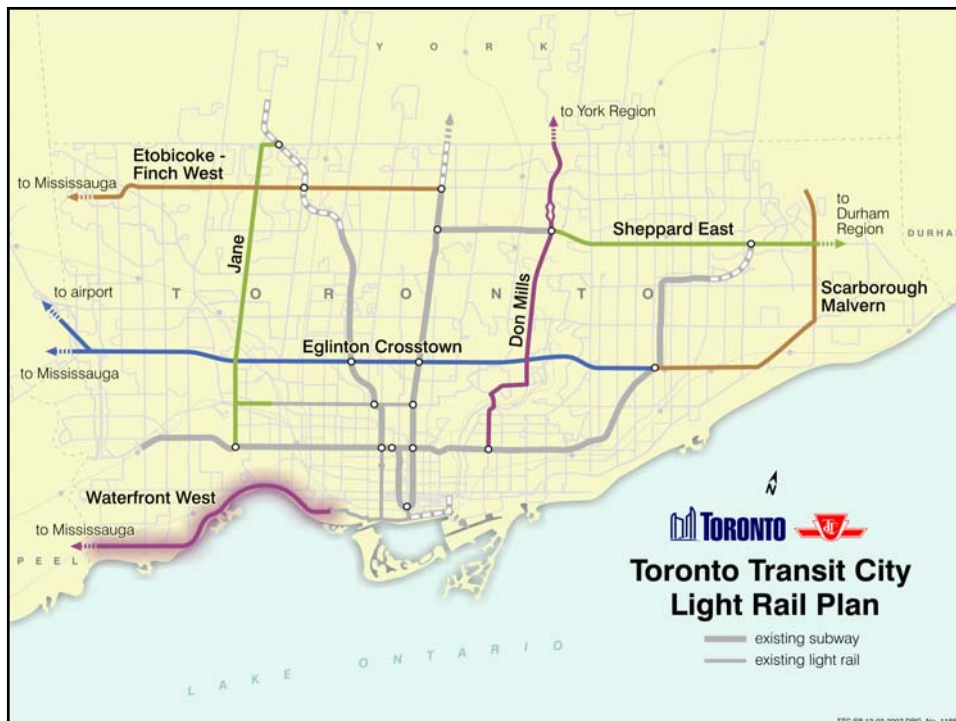 Y O R K
to York Region
Etobicoke -
Finch West
to Mississauga
to
Durham
Region
Sheppard East
DURHA
Jane
Don Mills
to airport
T O R O N T O
Scarborough
Malvern
Eglinton Crosstown
to Mississauga
Waterfront West
to Mississauga
P E E L
N
TORONTO
TTC
Toronto Transit City
Light Rail Plan
existing subway
existing light rail
L A K E O N T A R I O